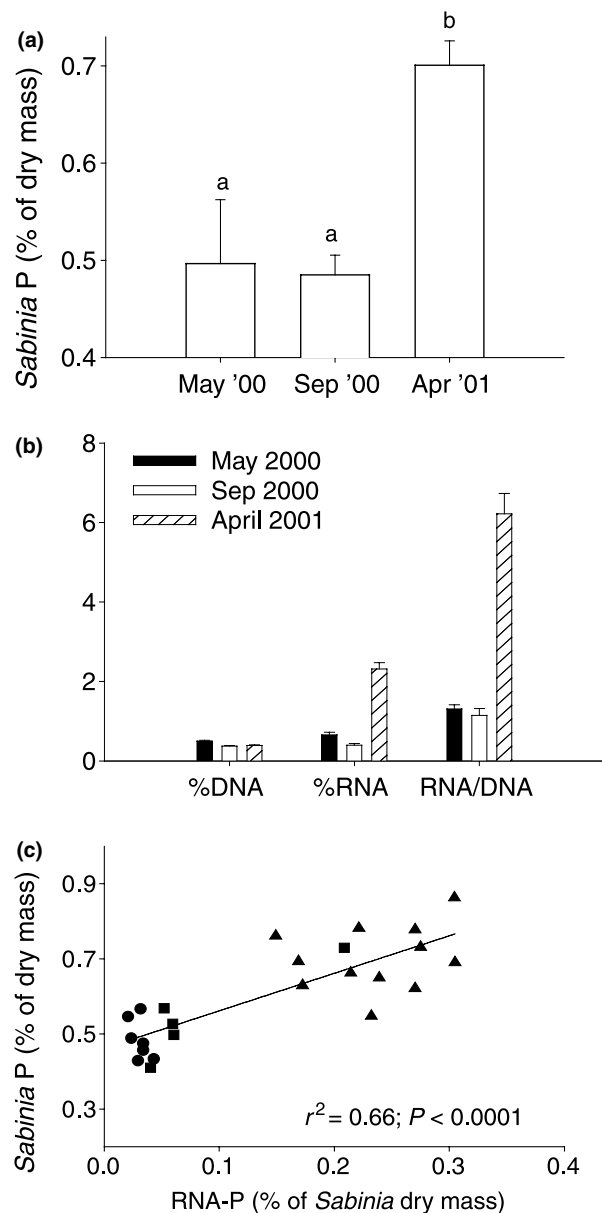 (a)
b
0.7
0.6
0.5
0.4
a
a
Sabinia P (% of dry mass)
May ’00
Sep ’00
Apr ’01
(b)
8
6
4
2
0
May 2000
Sep 2000
April 2001
%DNA
%RNA
RNA/DNA
(c)
0.9
0.7
0.5
0.3
Sabinia P (% of dry mass)
r² = 0.66; P < 0.0001
0.0
0.1
0.2
0.3
0.4
RNA-P (% of Sabinia dry mass)